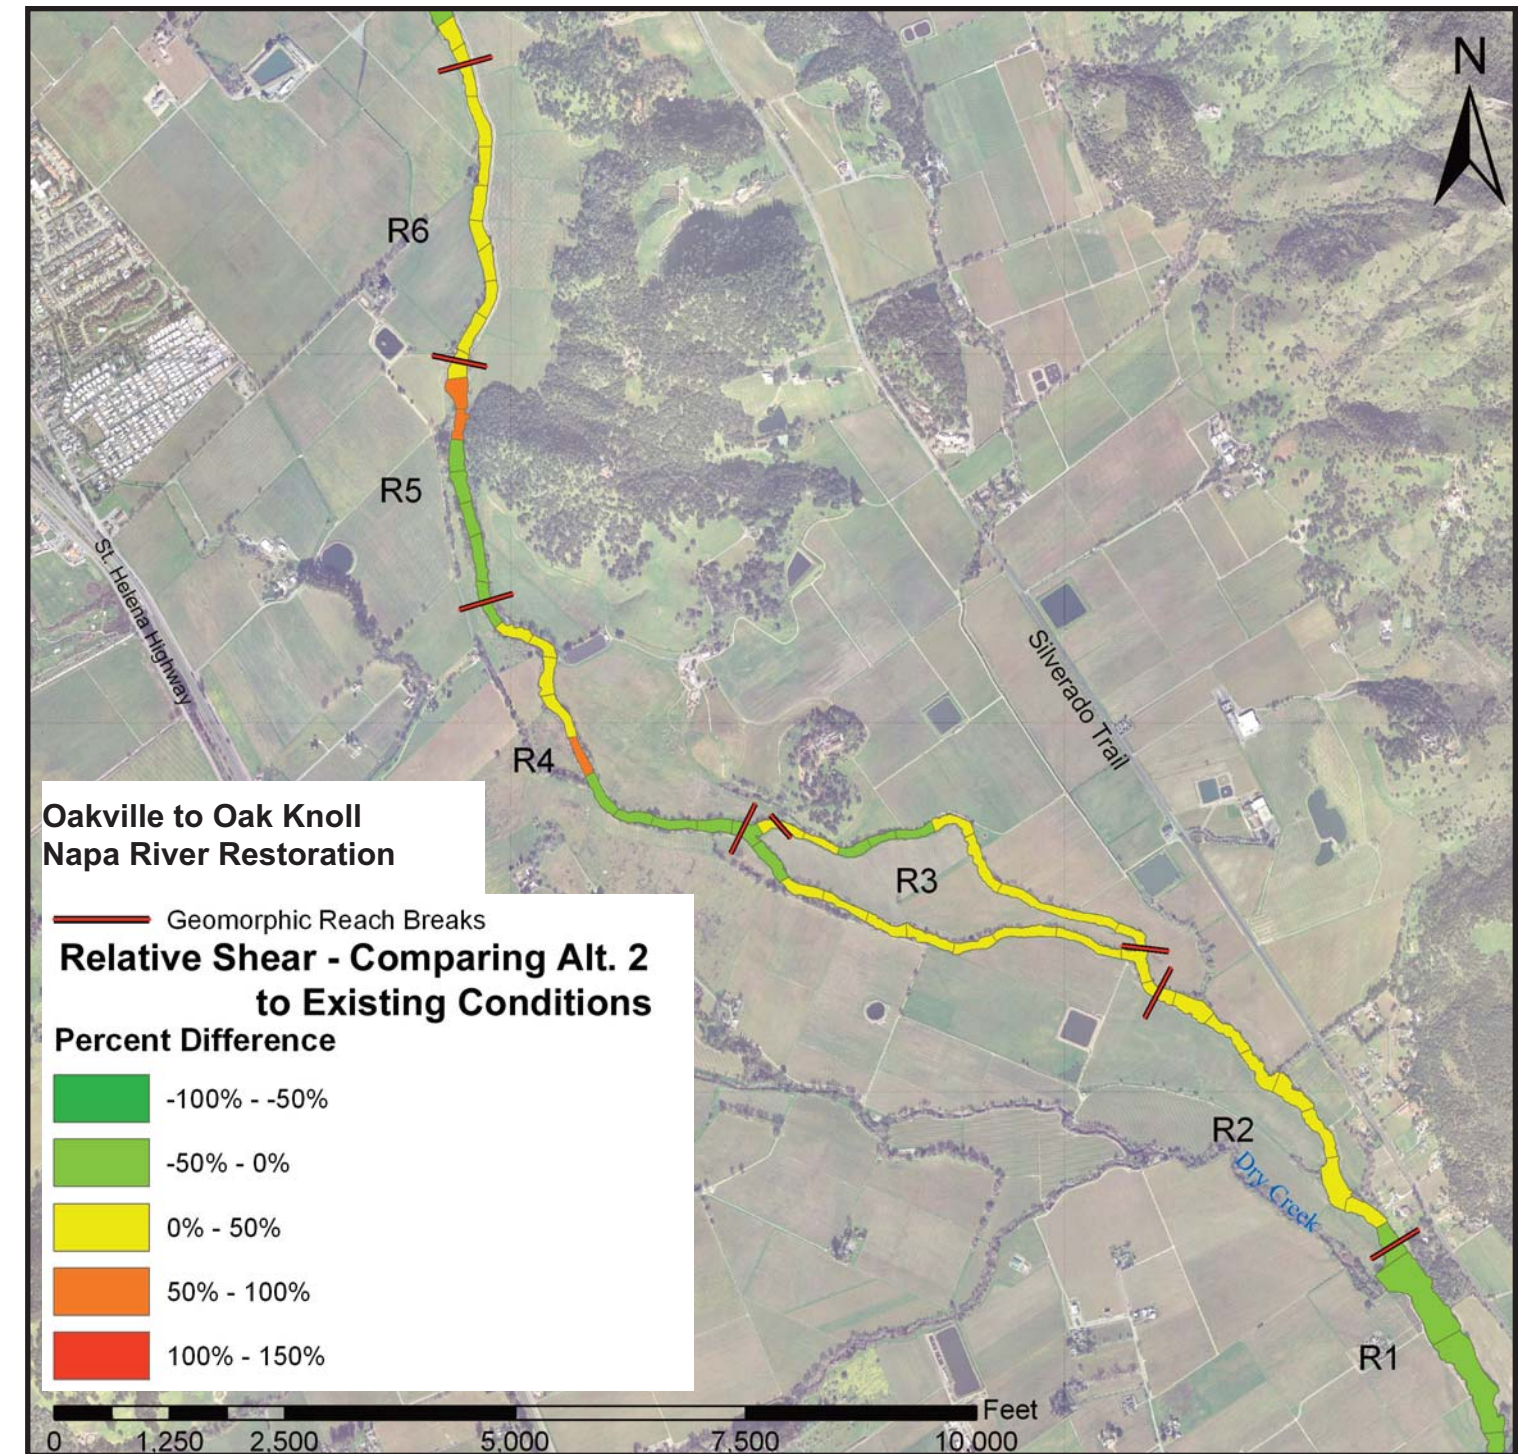 N
R6
R5
St. Helena Highway
Silverado Trail
R4
Oakville to Oak Knoll
Napa River Restoration
R3
Geomorphic Reach Breaks
Relative Shear - Comparing Alt. 2
to Existing Conditions
Percent Difference
-100% - -50%
-50% - 0%
0% - 50%
50% - 100%
100% - 150%
R2
Dry Creek
R1
Feet
0 1,250 2,500 5,000 7,500 10,000